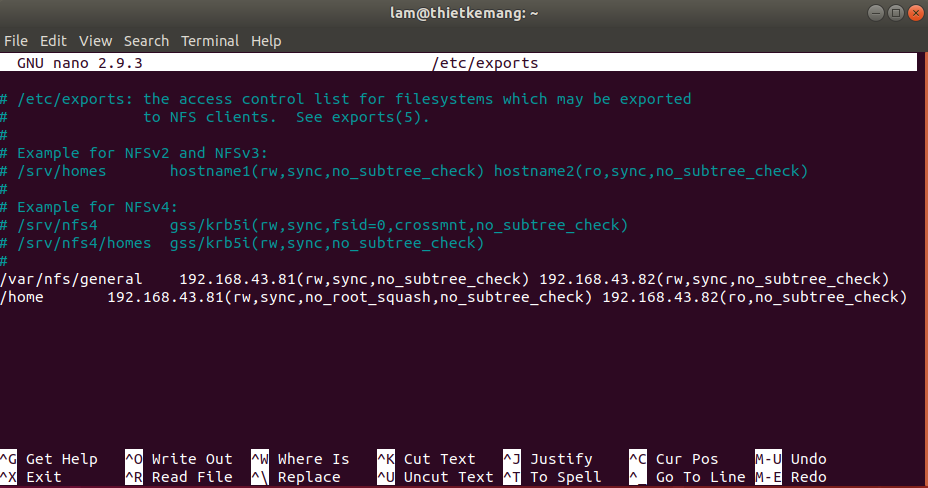 lam@thietkemang: ~
File Edit View Search Terminal Help
GNU nano 2.9.3 /etc/exports
# /etc/exports: the access control list for filesystems which may be exported
# to NFS clients. See exports(5).
#
# Example for NFSv2 and NFSv3:
# /srv/homes hostname1(rw,sync,no_subtree_check) hostname2(ro,sync,no_subtree_check)
#
# Example for NFSv4:
# /srv/nfs4 gss/krb5i(rw,sync,fsid=0,crossmnt,no_subtree_check)
# /srv/nfs4/homes gss/krb5i(rw,sync,no_subtree_check)
#
/var/nfs/general 192.168.43.81(rw,sync,no_subtree_check) 192.168.43.82(rw,sync,no_subtree_check)
/home 192.168.43.81(rw,sync,no_root_squash,no_subtree_check) 192.168.43.82(ro,no_subtree_check)
^G Get Help ^O Write Out ^W Where Is ^K Cut Text ^J Justify ^C Cur Pos M-U Undo
^X Exit ^R Read File ^\ Replace ^U Uncut Text ^T To Spell ^_ Go To Line M-E Redo